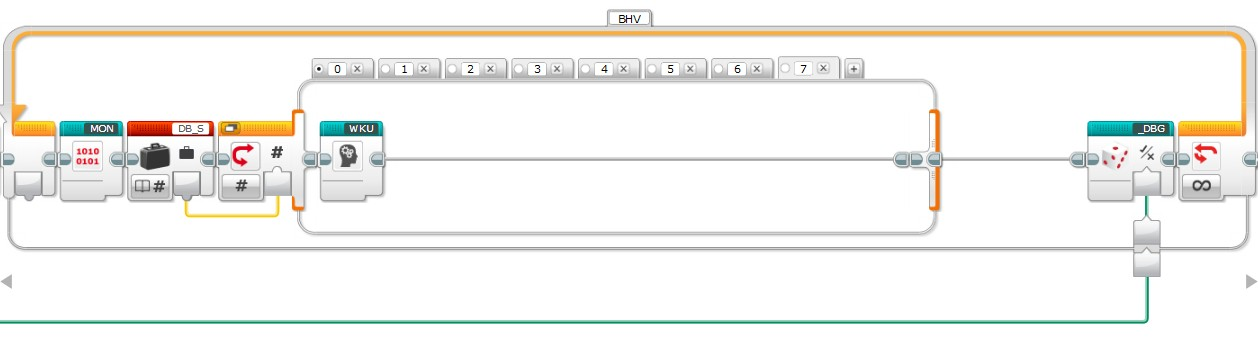 BHV
0 1 2 3 4 5 6 7 +
MON DB_S WKU _DBG
1010
0101
#
# #
∞